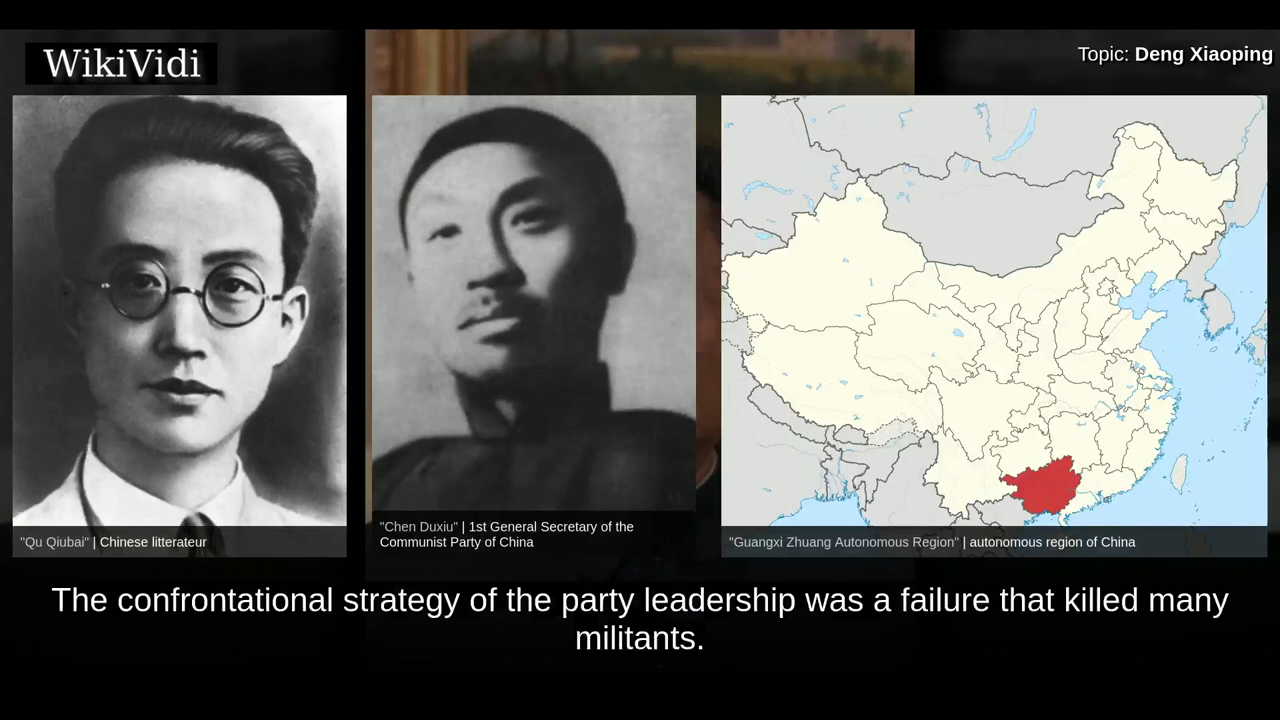 WikiVidi
Topic: Deng Xiaoping
"Qu Qiubai" | Chinese litterateur
"Chen Duxiu" | 1st General Secretary of the
Communist Party of China
"Guangxi Zhuang Autonomous Region" | autonomous region of China
The confrontational strategy of the party leadership was a failure that killed many
militants.